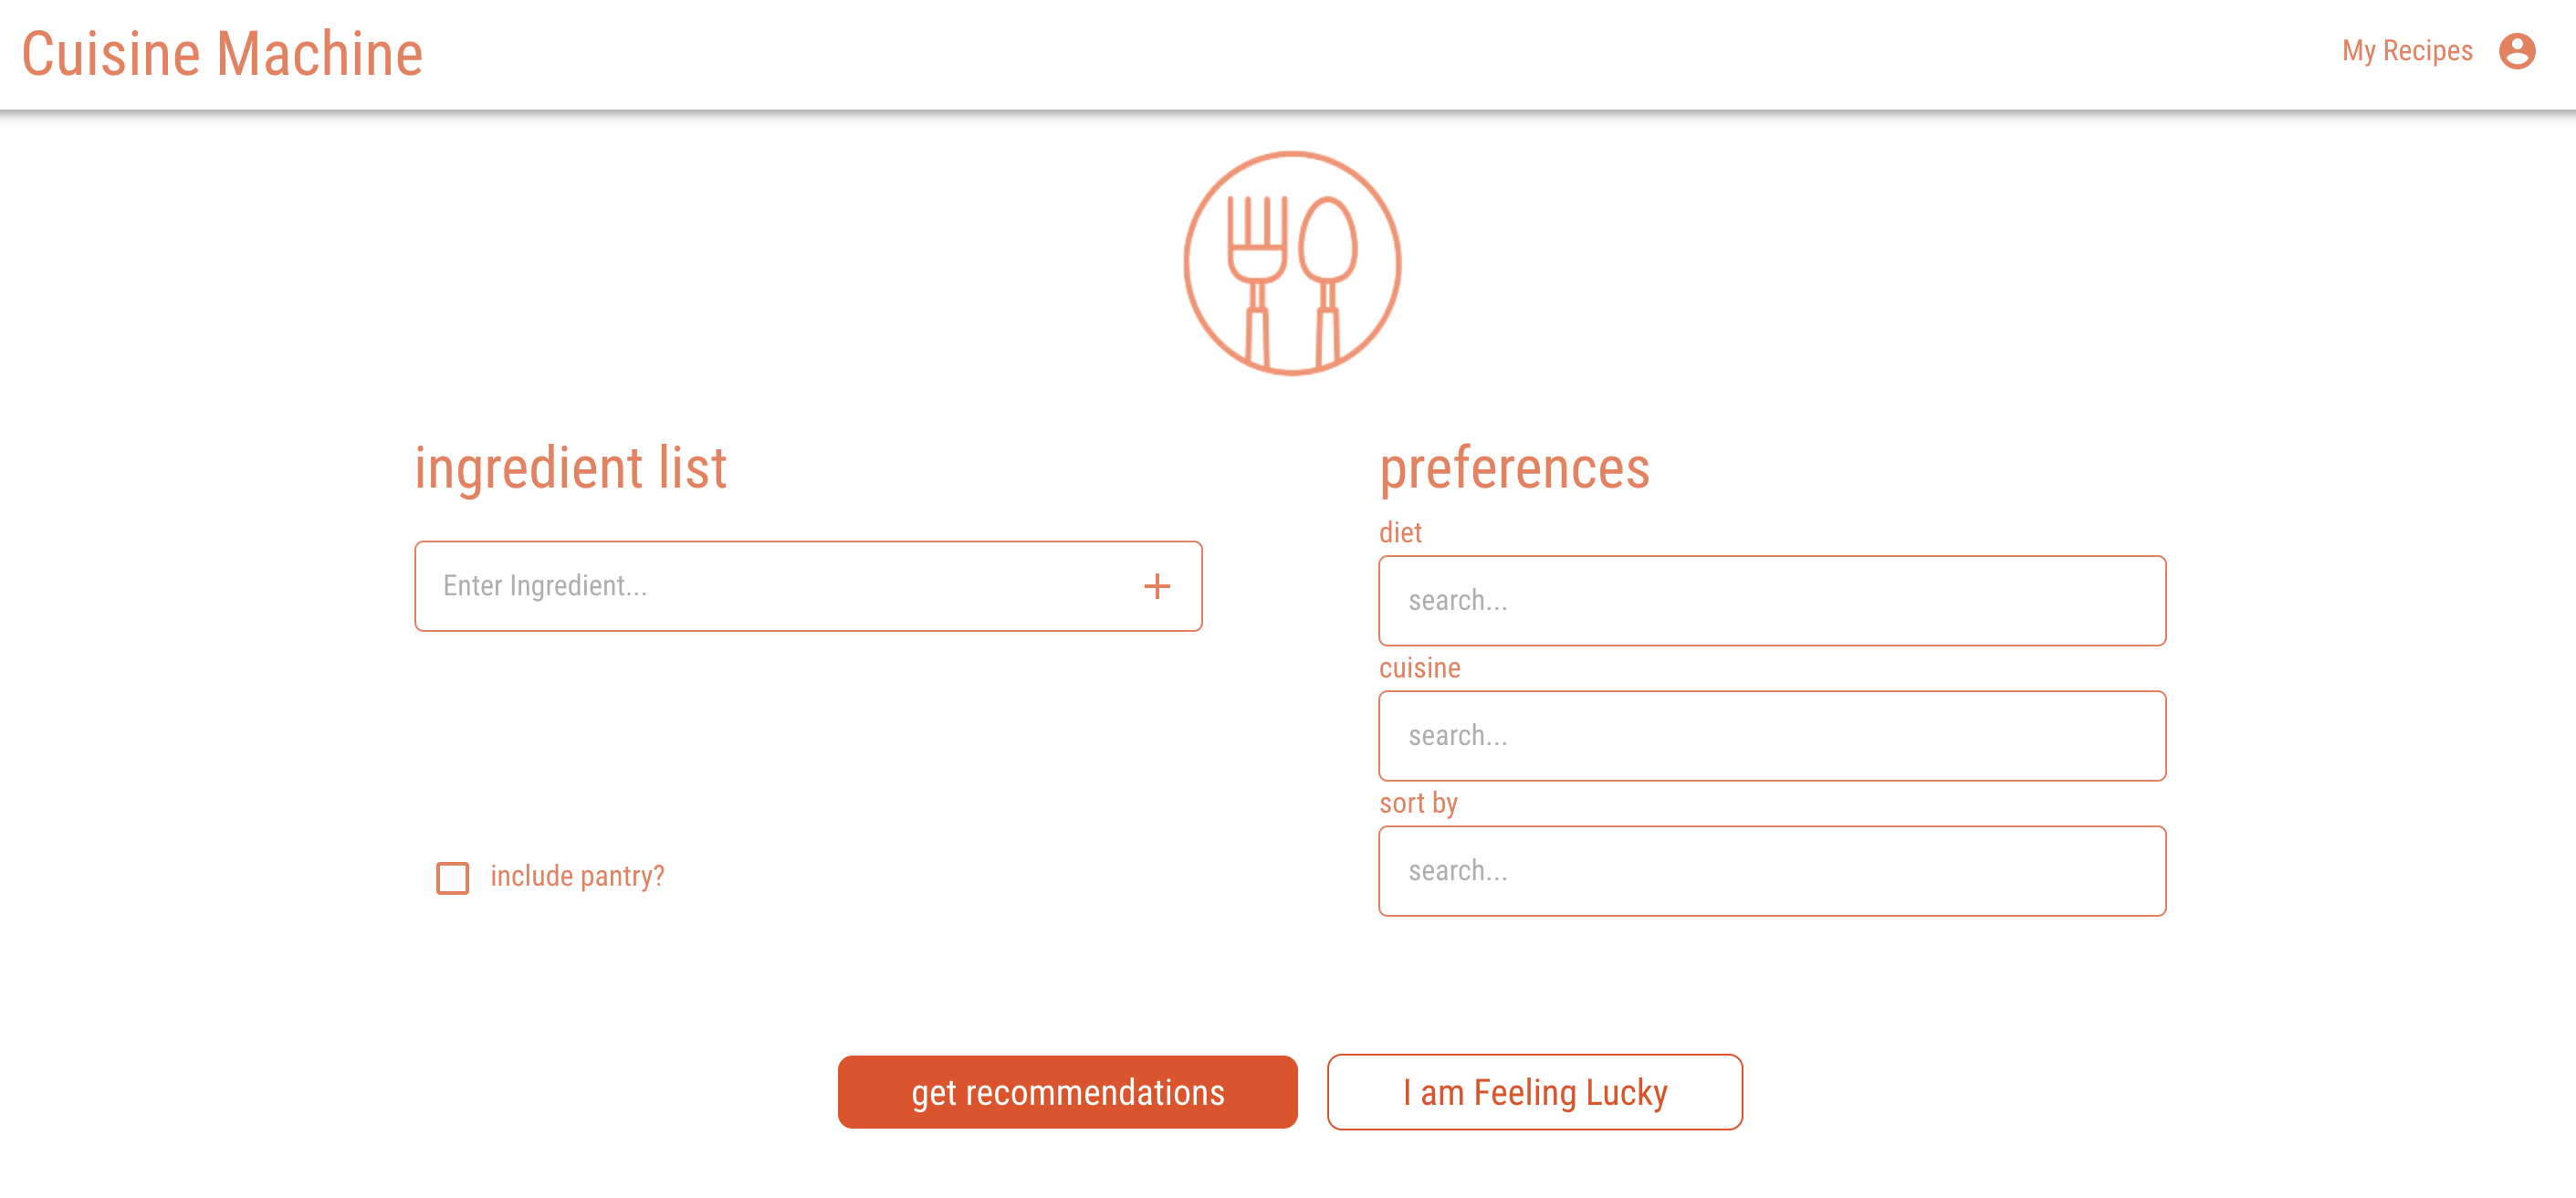 Cuisine Machine
My Recipes
ingredient list
Enter Ingredient...
include pantry?
preferences
diet
search...
cuisine
search...
sort by
search...
get recommendations
I am Feeling Lucky